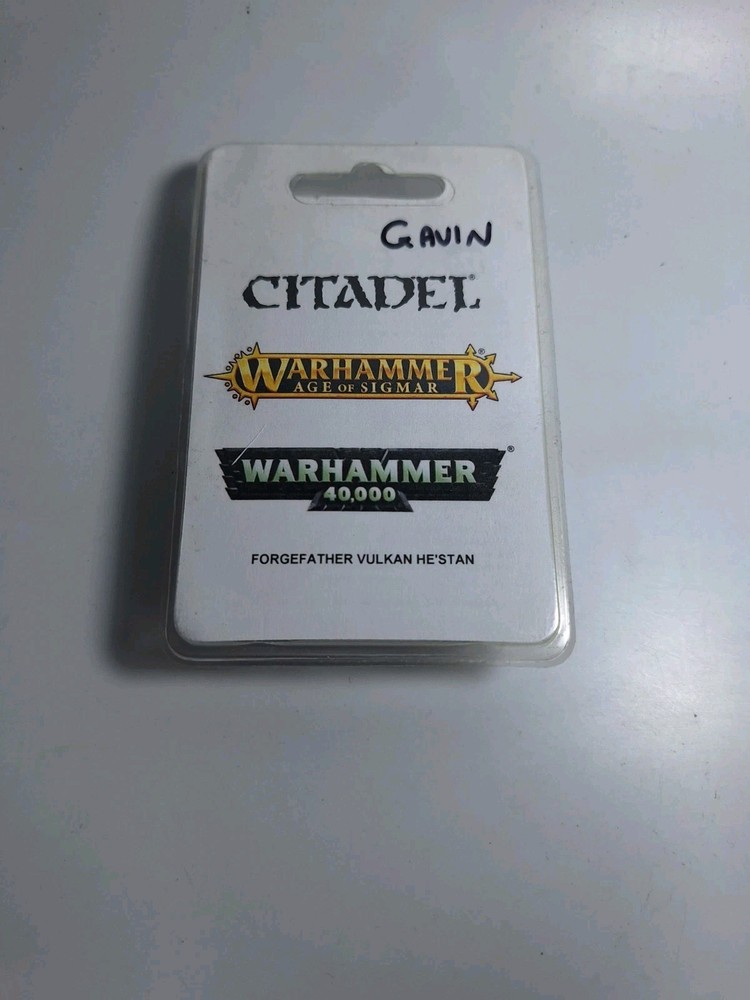 GAVIN
CITADEL®
WARHAMMER®
AGE OF SIGMAR
WARHAMMER®
40,000
FORGEFATHER VULKAN HE'STAN